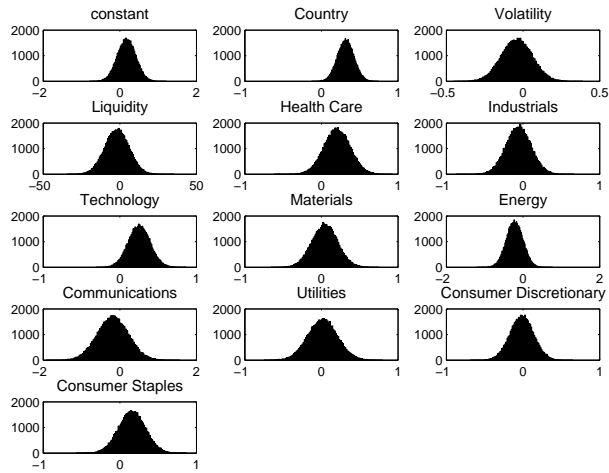 constant Country Volatility
2000 2000 2000
1000 1000 1000
0 0 0
−2 0 2 −1 0 1 −0.5 0 0.5
Liquidity Health Care Industrials
2000 2000 2000
1000 1000 1000
0 0 0
−50 0 50 −1 0 1 −1 0 1
Technology Materials Energy
2000 2000 2000
1000 1000 1000
0 0 0
−1 0 1 −1 0 1 −2 0 2
Communications Utilities Consumer Discretionary
2000 2000 2000
1000 1000 1000
0 0 0
−2 0 2 −1 0 1 −1 0 1
Consumer Staples
2000
1000
0
−1 0 1